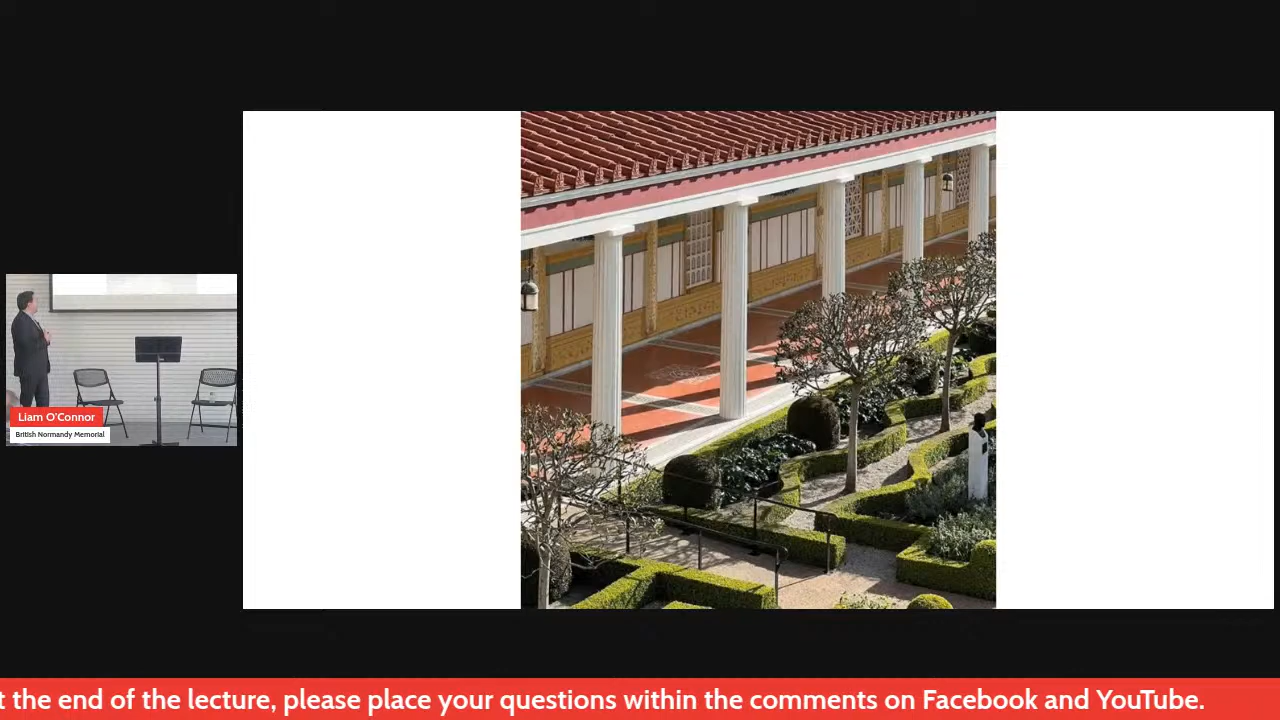 Liam O'Connor
British Normandy Memorial
t the end of the lecture, please place your questions within the comments on Facebook and YouTube.